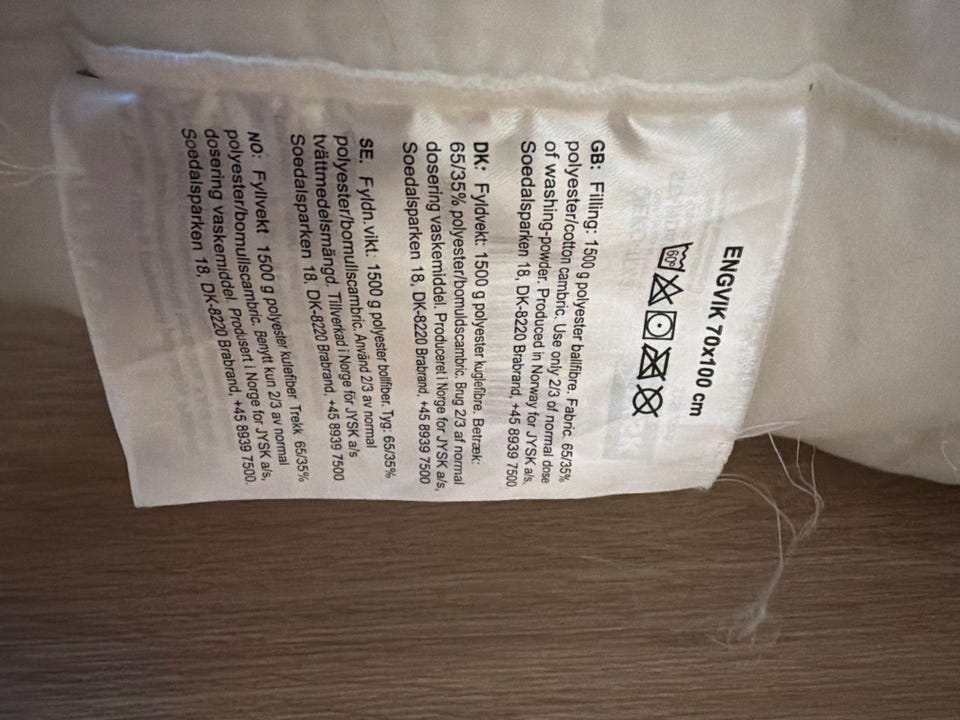 ENGVIK 70x100 cm
60°
GB: Filling: 1500 g polyester ballfibre. Fabric. 65/35%
polyester/cotton cambric. Use only 2/3 of normal dose
of washing-powder. Produced in Norway for JYSK a/s,
Soedalsparken 18, DK-8220 Brabrand, +45 8939 7500
DK: Fyldvekt: 1500 g polyester kuglefibre. Betræk:
65/35% polyester/bomuldscambric. Brug 2/3 af normal
dosering vaskemiddel. Produceret i Norge for JYSK a/s,
Soedalsparken 18, DK-8220 Brabrand, +45 8939 7500
SE. Fyldn.vikt: 1500 g polyester bollfiber. Tyg: 65/35%
polyester/bomullscambric. Använd 2/3 av normal
tvättmedelsmängd. Tillverkad i Norge för JYSK a/s
Soedalsparken 18, DK-8220 Brabrand, +45 8939 7500
NO: Fyllvekt 1500 g polyester kulefiber. Trekk 65/35%
polyester/bomullscambric. Benytt kun 2/3 av normal
dosering vaskemiddel. Produsert i Norge for JYSK a/s,
Soedalsparken 18, DK-8220 Brabrand, +45 8939 7500.